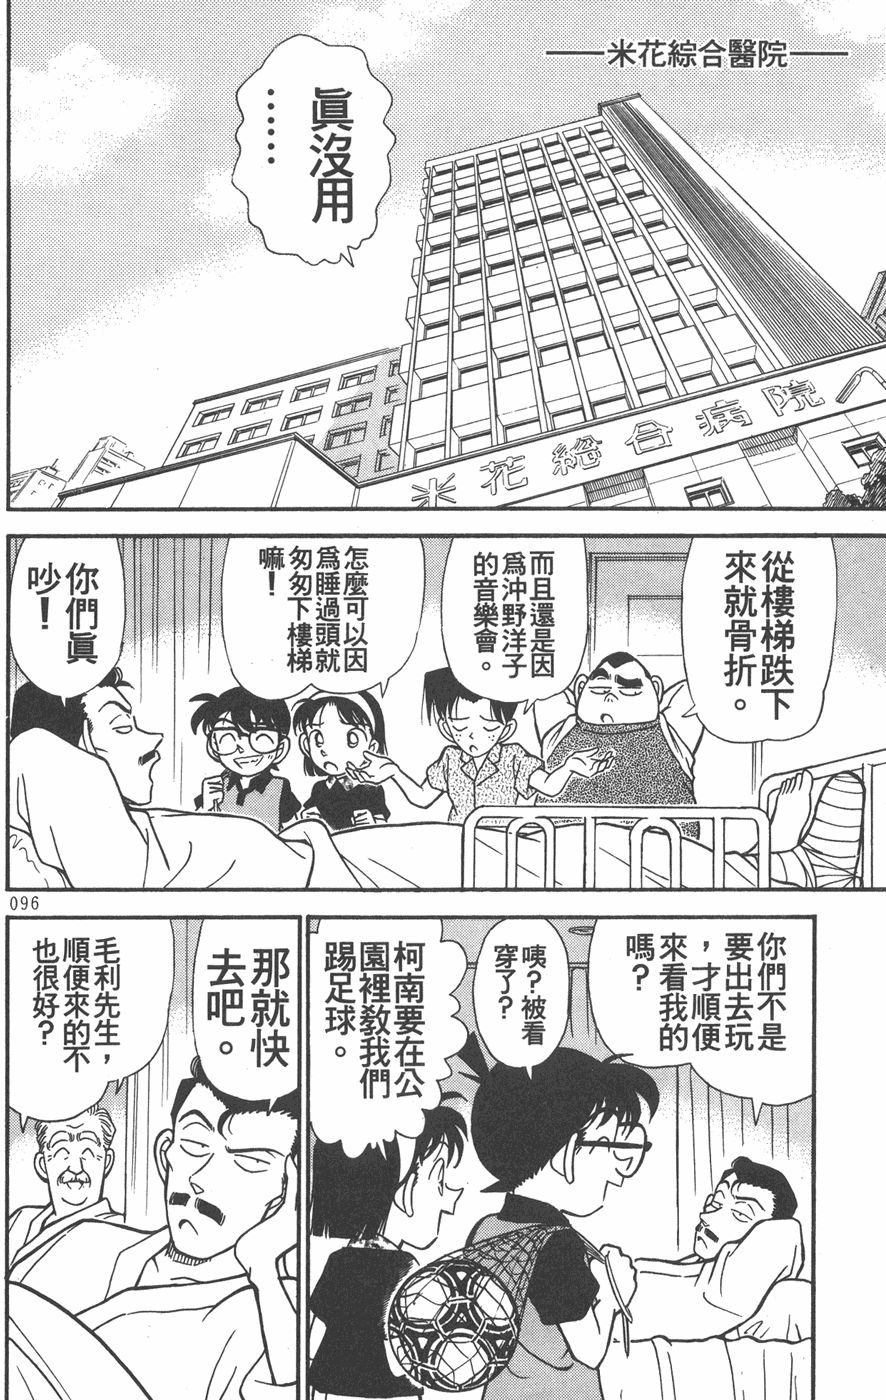 ——米花綜合醫院——
眞沒用
……
米花総合病院
從樓梯跌下
來就骨折。
而且還是因
爲沖野洋子
的音樂會。
怎麼可以因
爲睡過頭就
匆匆下樓梯
嘛！
你們眞
吵！
096
你們不是
要出去玩
，才順便
來看我的
嗎？
咦？被看
穿了？
柯南要在公
園裡敎我們
踢足球。
那就快
去吧。
毛利先生，
順便來的不
也很好？